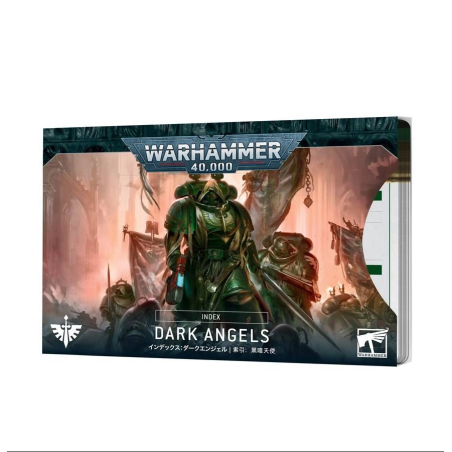 WARHAMMER
40,000
INDEX
DARK ANGELS
インデックス:ダークエンジェル | 索引:黑暗天使
WARHAMMER